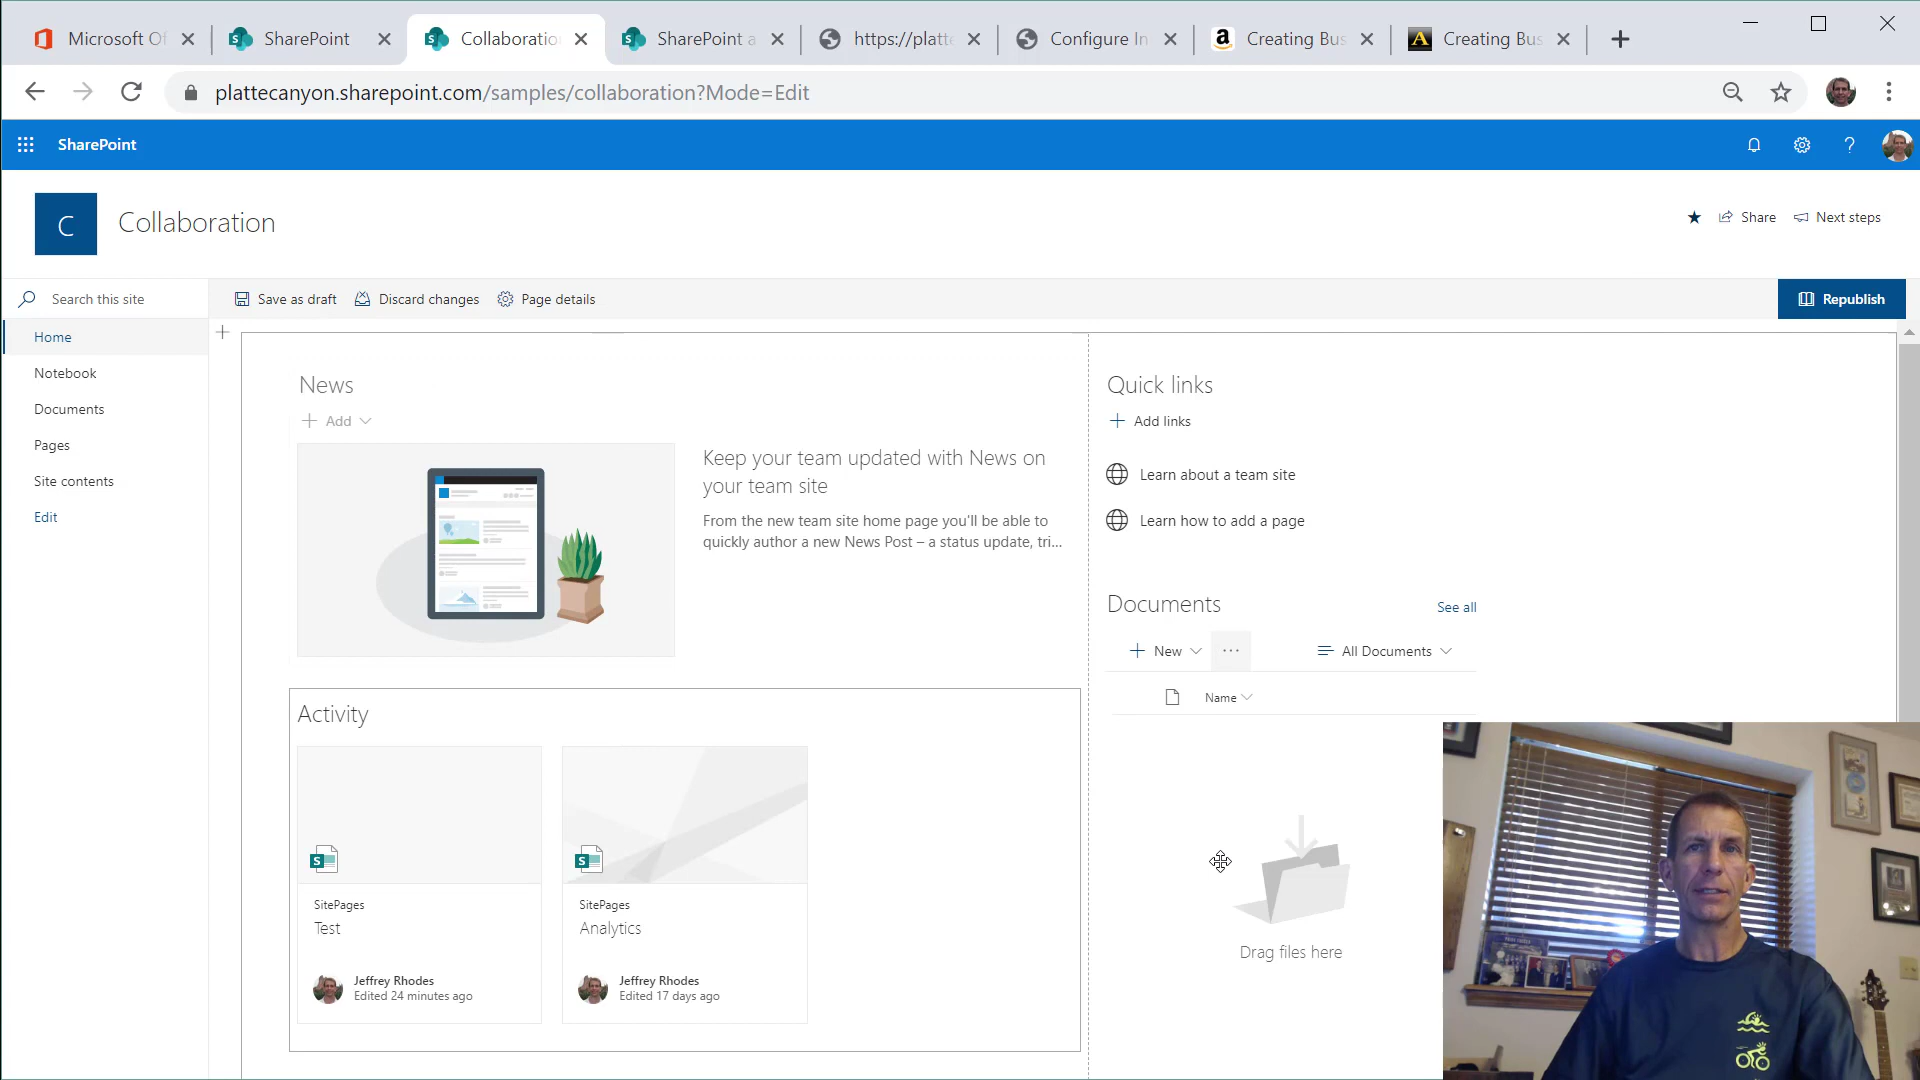 Microsoft Of
SharePoint
Collaboratio
SharePoint a
https://platte
Configure In
a
Creating Bus
A
Creating Bus
plattecanyon.sharepoint.com/samples/collaboration?Mode=Edit
SharePoint
C
Collaboration
Share
Next steps
Search this site
Save as draft
Discard changes
Page details
Republish
Home
Notebook
Documents
Pages
Site contents
Edit
News
Add
Keep your team updated with News on
your team site
From the new team site home page you'll be able to
quickly author a new News Post – a status update, tri...
Quick links
Add links
Learn about a team site
Learn how to add a page
Documents
See all
New
All Documents
Name
Drag files here
Activity
SitePages
Test
Jeffrey Rhodes
Edited 24 minutes ago
SitePages
Analytics
Jeffrey Rhodes
Edited 17 days ago